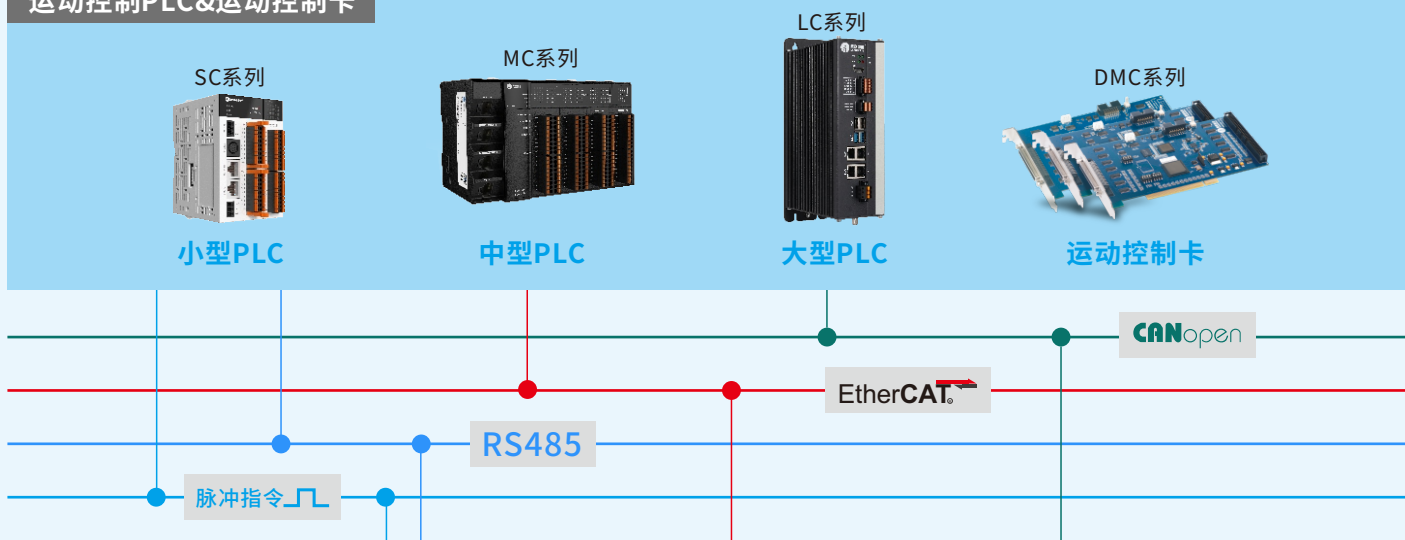 运动控制PLC&运动控制卡
LC系列
MC系列
SC系列
DMC系列
小型PLC
中型PLC
大型PLC
运动控制卡
CANopen
EtherCAT
RS485
脉冲指令